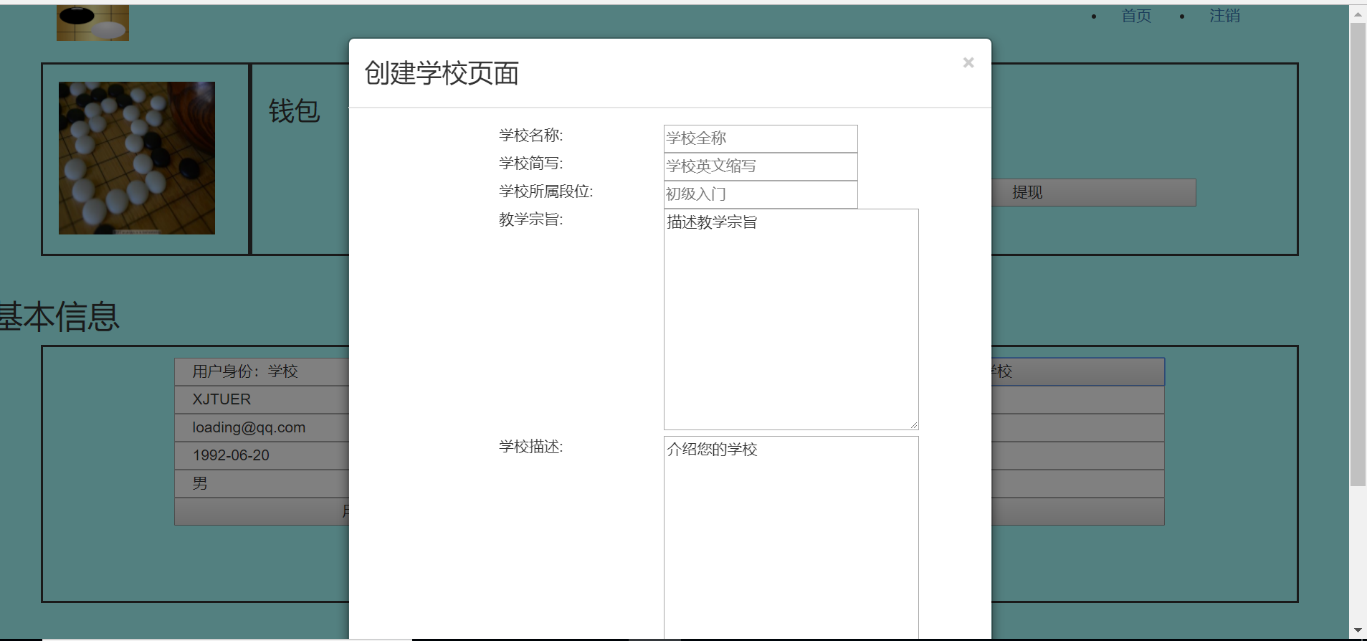 首页
注销
创建学校页面
×
钱包
学校名称:
学校全称
学校简写:
学校英文缩写
学校所属段位:
初级入门
提现
教学宗旨:
描述教学宗旨
基本信息
用户身份：学校
学校
XJTUER
loading@qq.com
学校描述:
介绍您的学校
1992-06-20
男